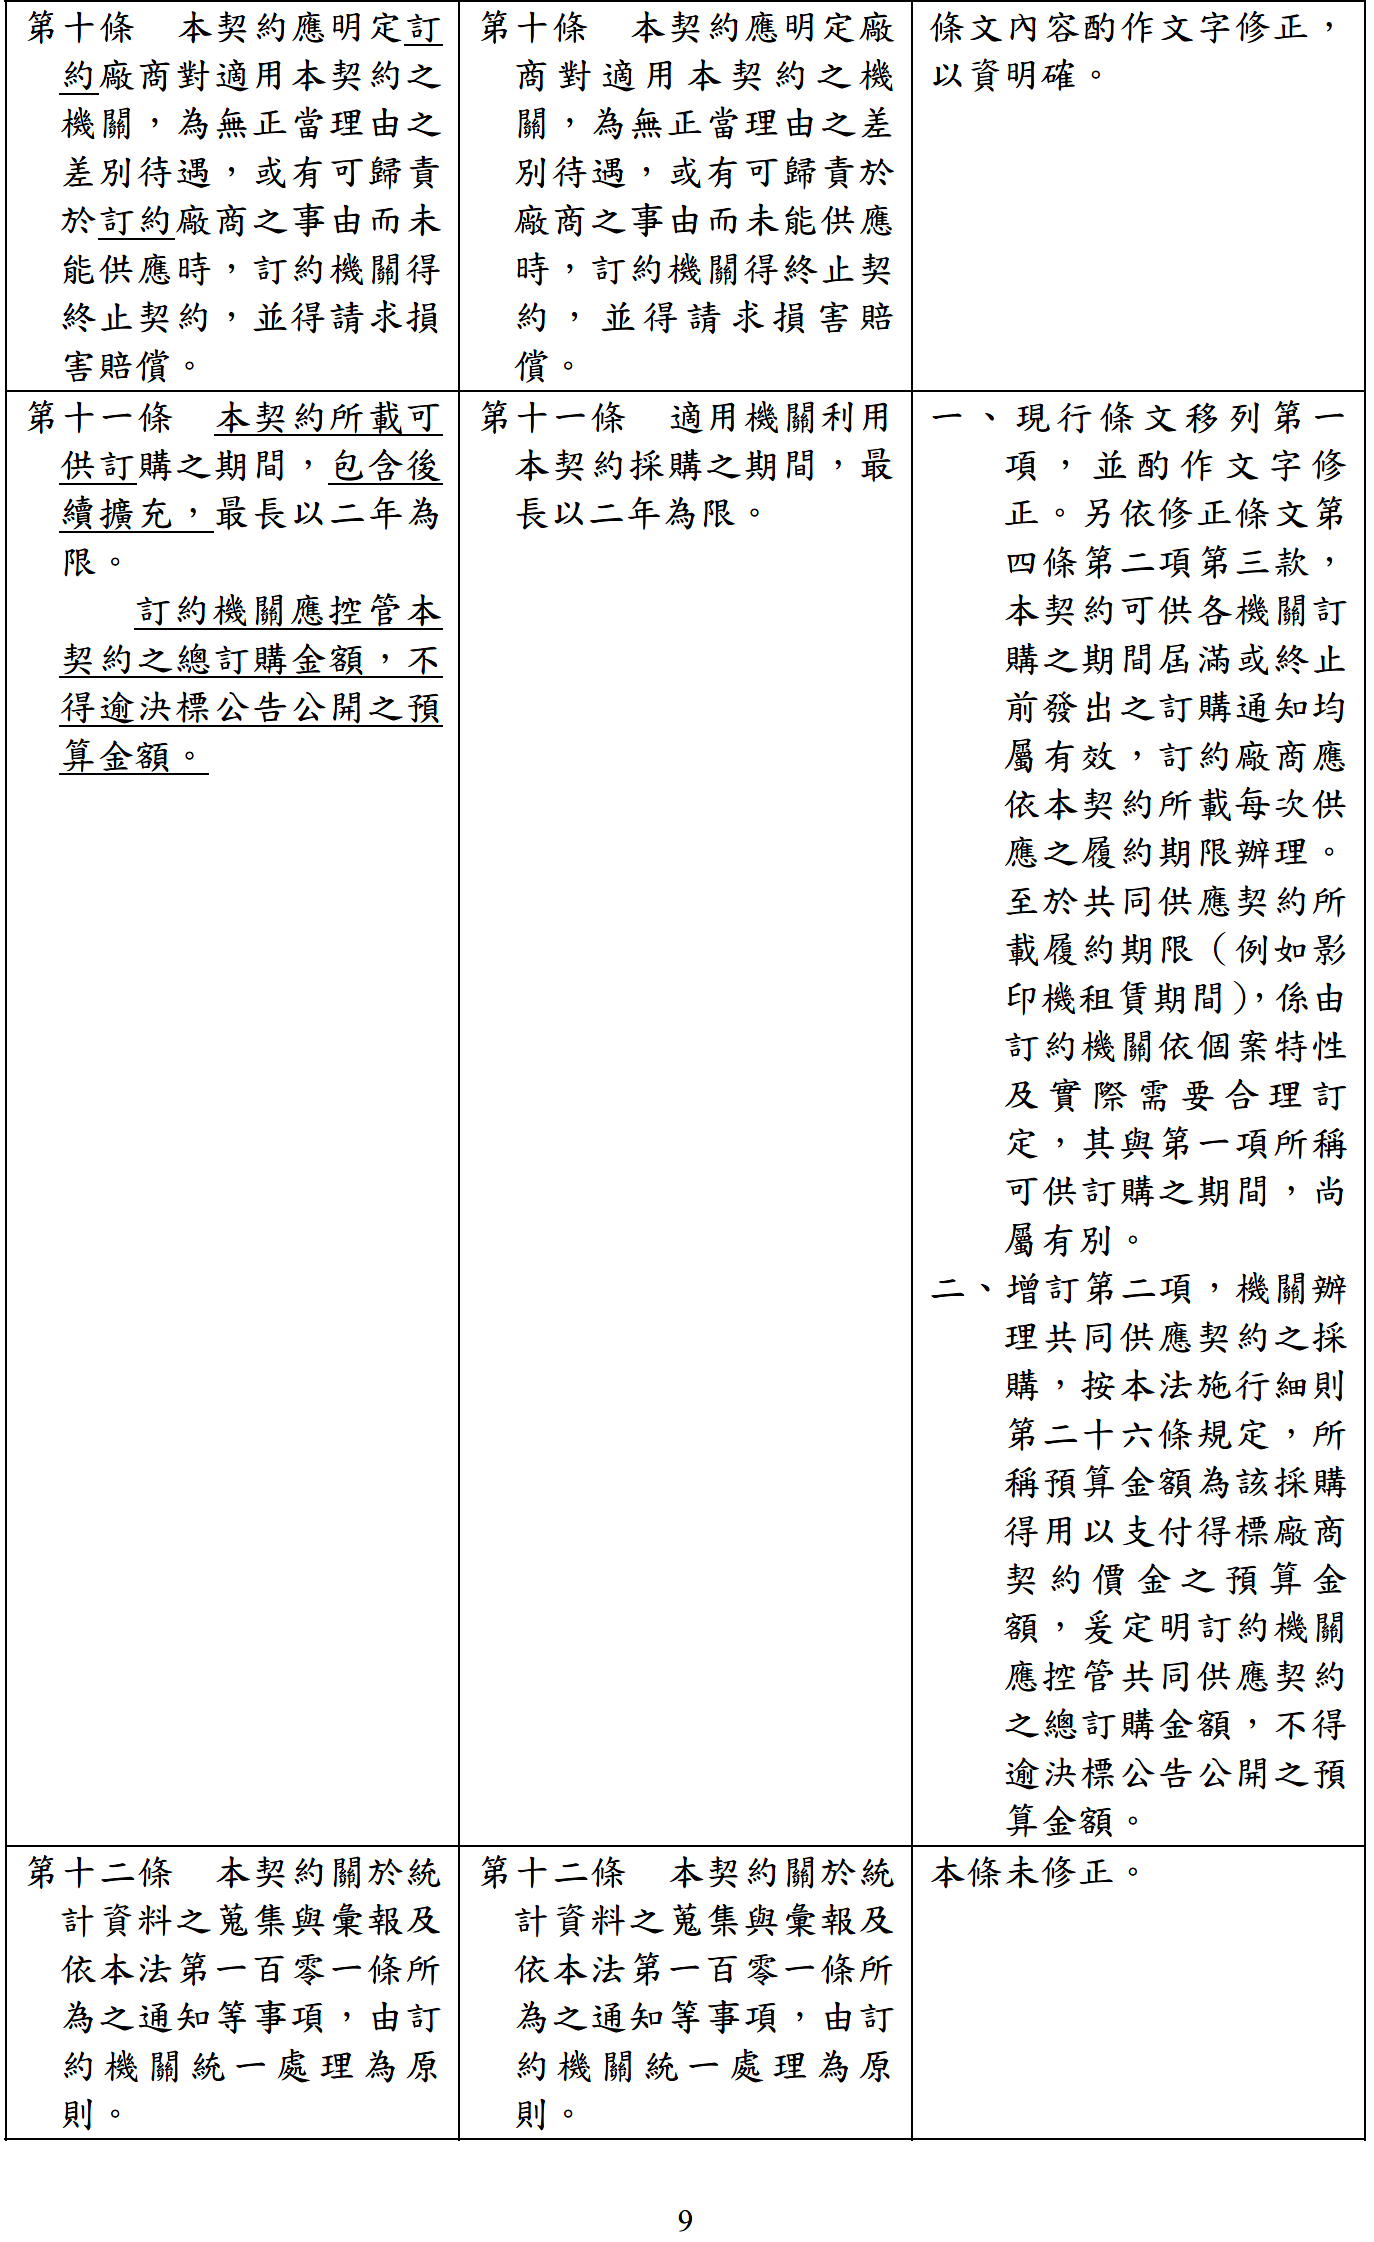 第十條　本契約應明定訂
約廠商對適用本契約之
機關，為無正當理由之
差別待遇，或有可歸責
於訂約廠商之事由而未
能供應時，訂約機關得
終止契約，並得請求損
害賠償。
第十條　本契約應明定廠
商對適用本契約之機
關，為無正當理由之差
別待遇，或有可歸責於
廠商之事由而未能供應
時，訂約機關得終止契
約，並得請求損害賠
償。
條文內容酌作文字修正，
以資明確。
第十一條　本契約所載可
供訂購之期間，包含後
續擴充，最長以二年為
限。
訂約機關應控管本
契約之總訂購金額，不
得逾決標公告公開之預
算金額。
第十一條　適用機關利用
本契約採購之期間，最
長以二年為限。
一、現行條文移列第一
項，並酌作文字修
正。另依修正條文第
四條第二項第三款，
本契約可供各機關訂
購之期間屆滿或終止
前發出之訂購通知均
屬有效，訂約廠商應
依本契約所載每次供
應之履約期限辦理。
至於共同供應契約所
載履約期限（例如影
印機租賃期間），係由
訂約機關依個案特性
及實際需要合理訂
定，其與第一項所稱
可供訂購之期間，尚
屬有別。
二、增訂第二項，機關辦
理共同供應契約之採
購，按本法施行細則
第二十六條規定，所
稱預算金額為該採購
得用以支付得標廠商
契約價金之預算金
額，爰定明訂約機關
應控管共同供應契約
之總訂購金額，不得
逾決標公告公開之預
算金額。
第十二條　本契約關於統
計資料之蒐集與彙報及
依本法第一百零一條所
為之通知等事項，由訂
約機關統一處理為原
則。
第十二條　本契約關於統
計資料之蒐集與彙報及
依本法第一百零一條所
為之通知等事項，由訂
約機關統一處理為原
則。
本條未修正。
9